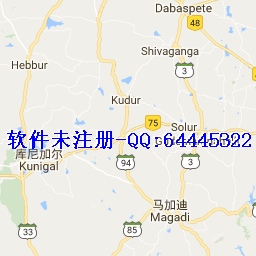 Dabaspete
48
Shivaganga
Hebbur
3
Kudur
75
Solur
软件未注册-QQ:64445322
库尼加尔
Kunigal
94
3
马加迪
Magadi
33
85